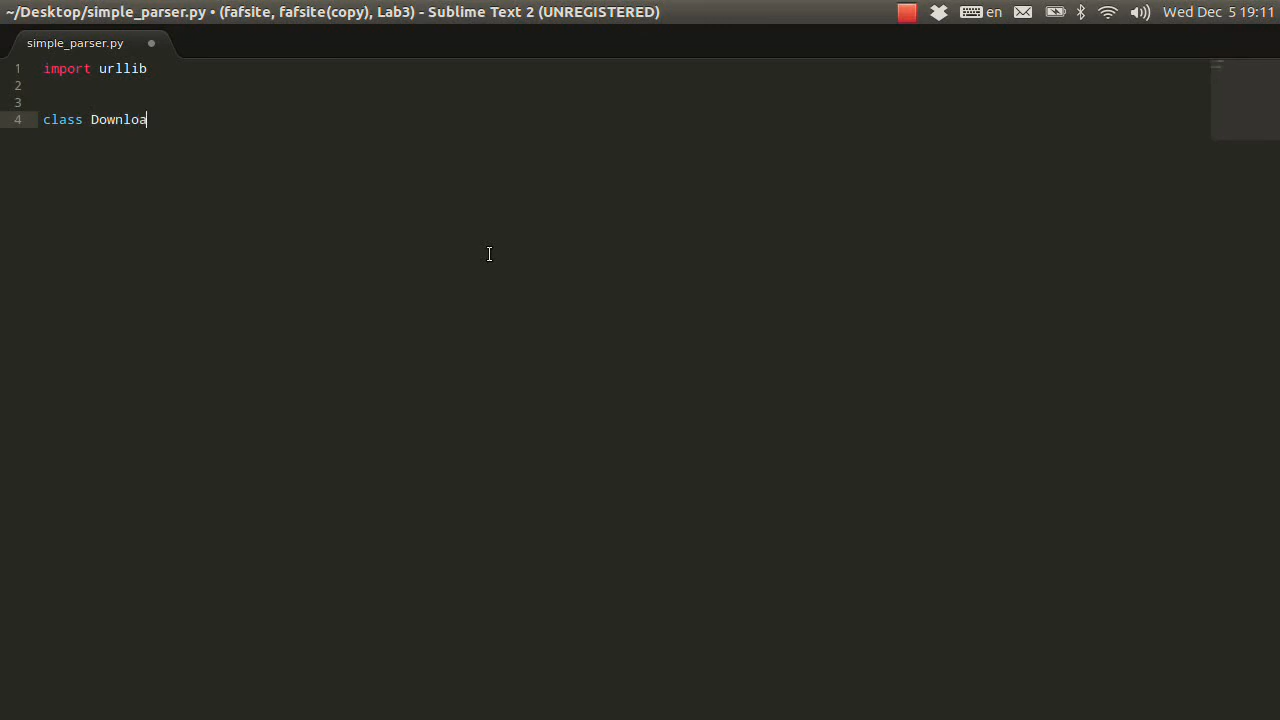 ~/Desktop/simple_parser.py • (fafsite, fafsite(copy), Lab3) - Sublime Text 2 (UNREGISTERED)
en
Wed Dec 5 19:11
simple_parser.py
1 import urllib
2
3
4 class Downloa